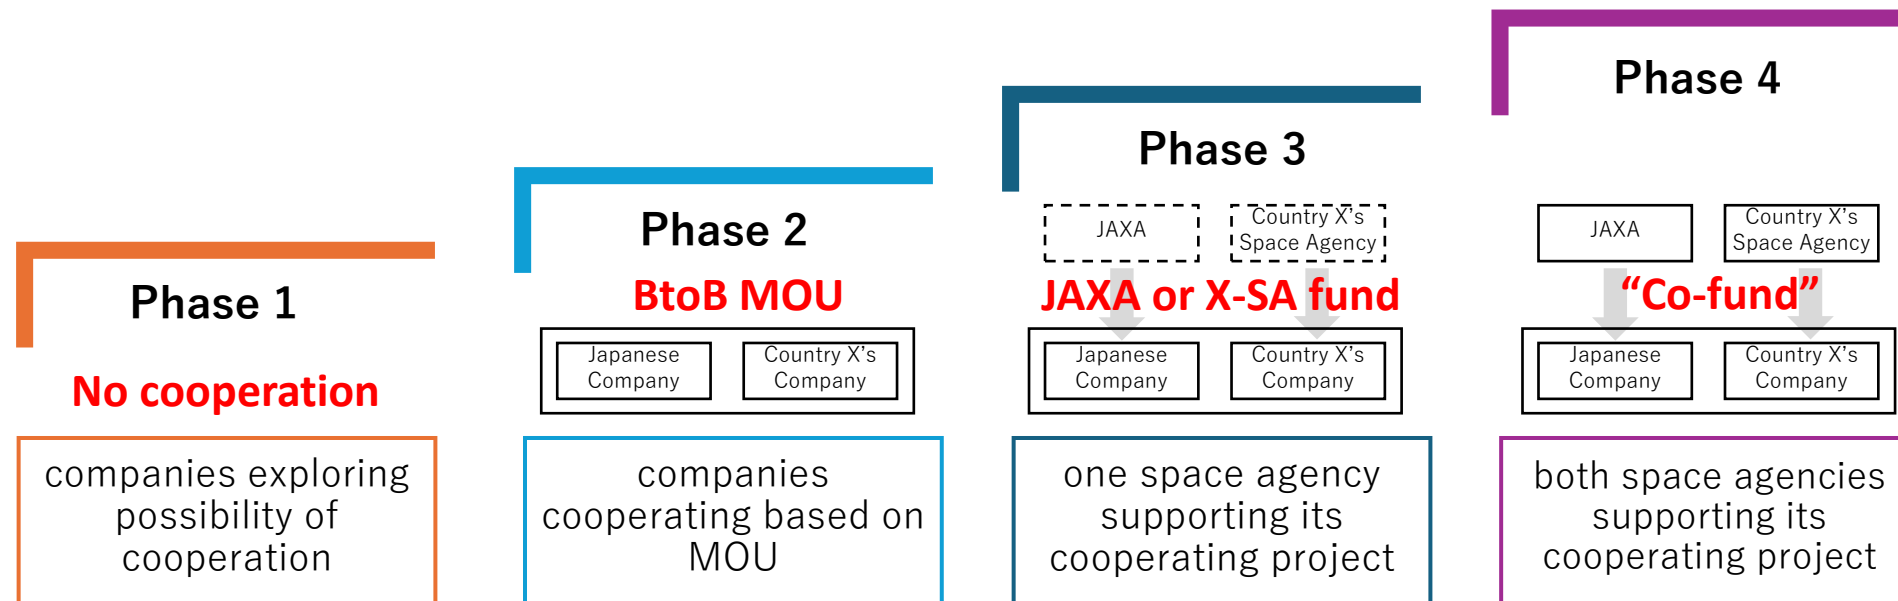 Phase 1
No cooperation
companies exploring
possibility of
cooperation
Phase 2
BtoB MOU
Japanese
Company
Country X’s
Company
companies
cooperating based on
MOU
Phase 3
JAXA
Country X’s
Space Agency
JAXA or X-SA fund
Japanese
Company
Country X’s
Company
one space agency
supporting its
cooperating project
Phase 4
JAXA
Country X’s
Space Agency
“Co-fund”
Japanese
Company
Country X’s
Company
both space agencies
supporting its
cooperating project